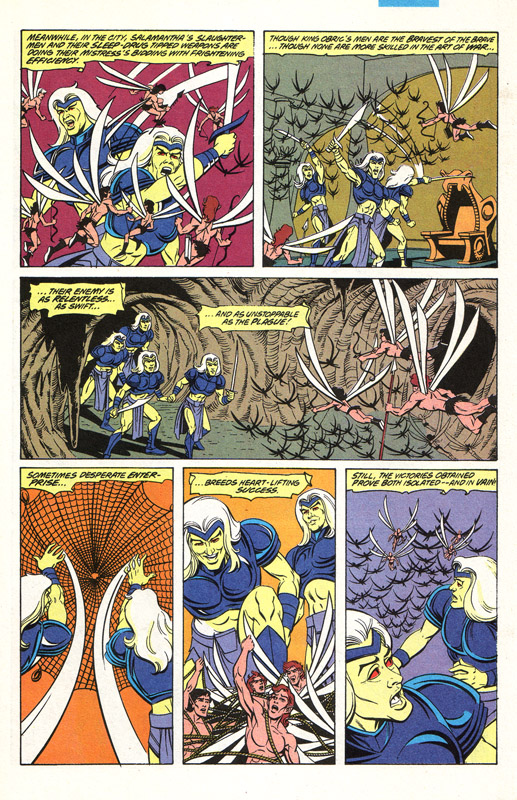 MEANWHILE, IN THE CITY, SALAMANTHA'S SLAUGHTER-
MEN AND THEIR SLEEP-DRUG TIPPED WEAPONS ARE
DOING THEIR MISTRESS'S BIDDING WITH FRIGHTENING
EFFICIENCY.
THOUGH KING OBRIC'S MEN ARE THE BRAVEST OF THE BRAVE
...THOUGH NONE ARE MORE SKILLED IN THE ART OF WAR...
...THEIR ENEMY IS
AS RELENTLESS...
AS SWIFT...
...AND AS UNSTOPPABLE
AS THE PLAGUE!
SOMETIMES DESPERATE ENTER-
PRISE...
...BREEDS HEART-LIFTING
SUCCESS.
STILL, THE VICTORIES OBTAINED
PROVE BOTH ISOLATED--AND IN VAIN!